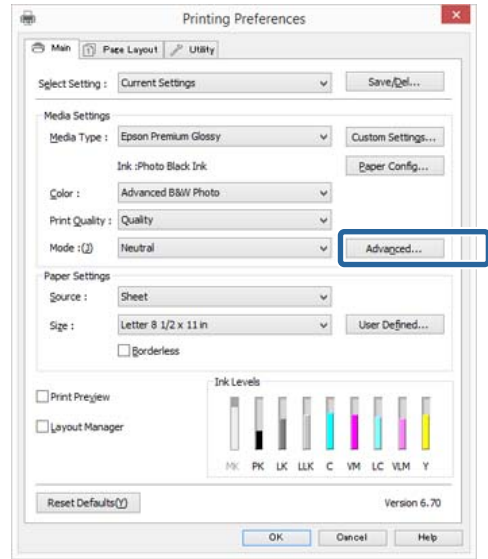 Printing Preferences
Main Page Layout Utility
Select Setting : Current Settings Save/Del...
Media Settings
Media Type : Epson Premium Glossy Custom Settings...
Ink :Photo Black Ink Paper Config...
Color : Advanced B&W Photo
Print Quality : Quality
Mode :(J) Neutral Advanced...
Paper Settings
Source : Sheet
Size : Letter 8 1/2 x 11 in User Defined...
Borderless
Print Preview
Layout Manager
Ink Levels
MK PK LK LLK C VM LC VLM Y
Reset Defaults(Y) Version 6.70
OK Cancel Help